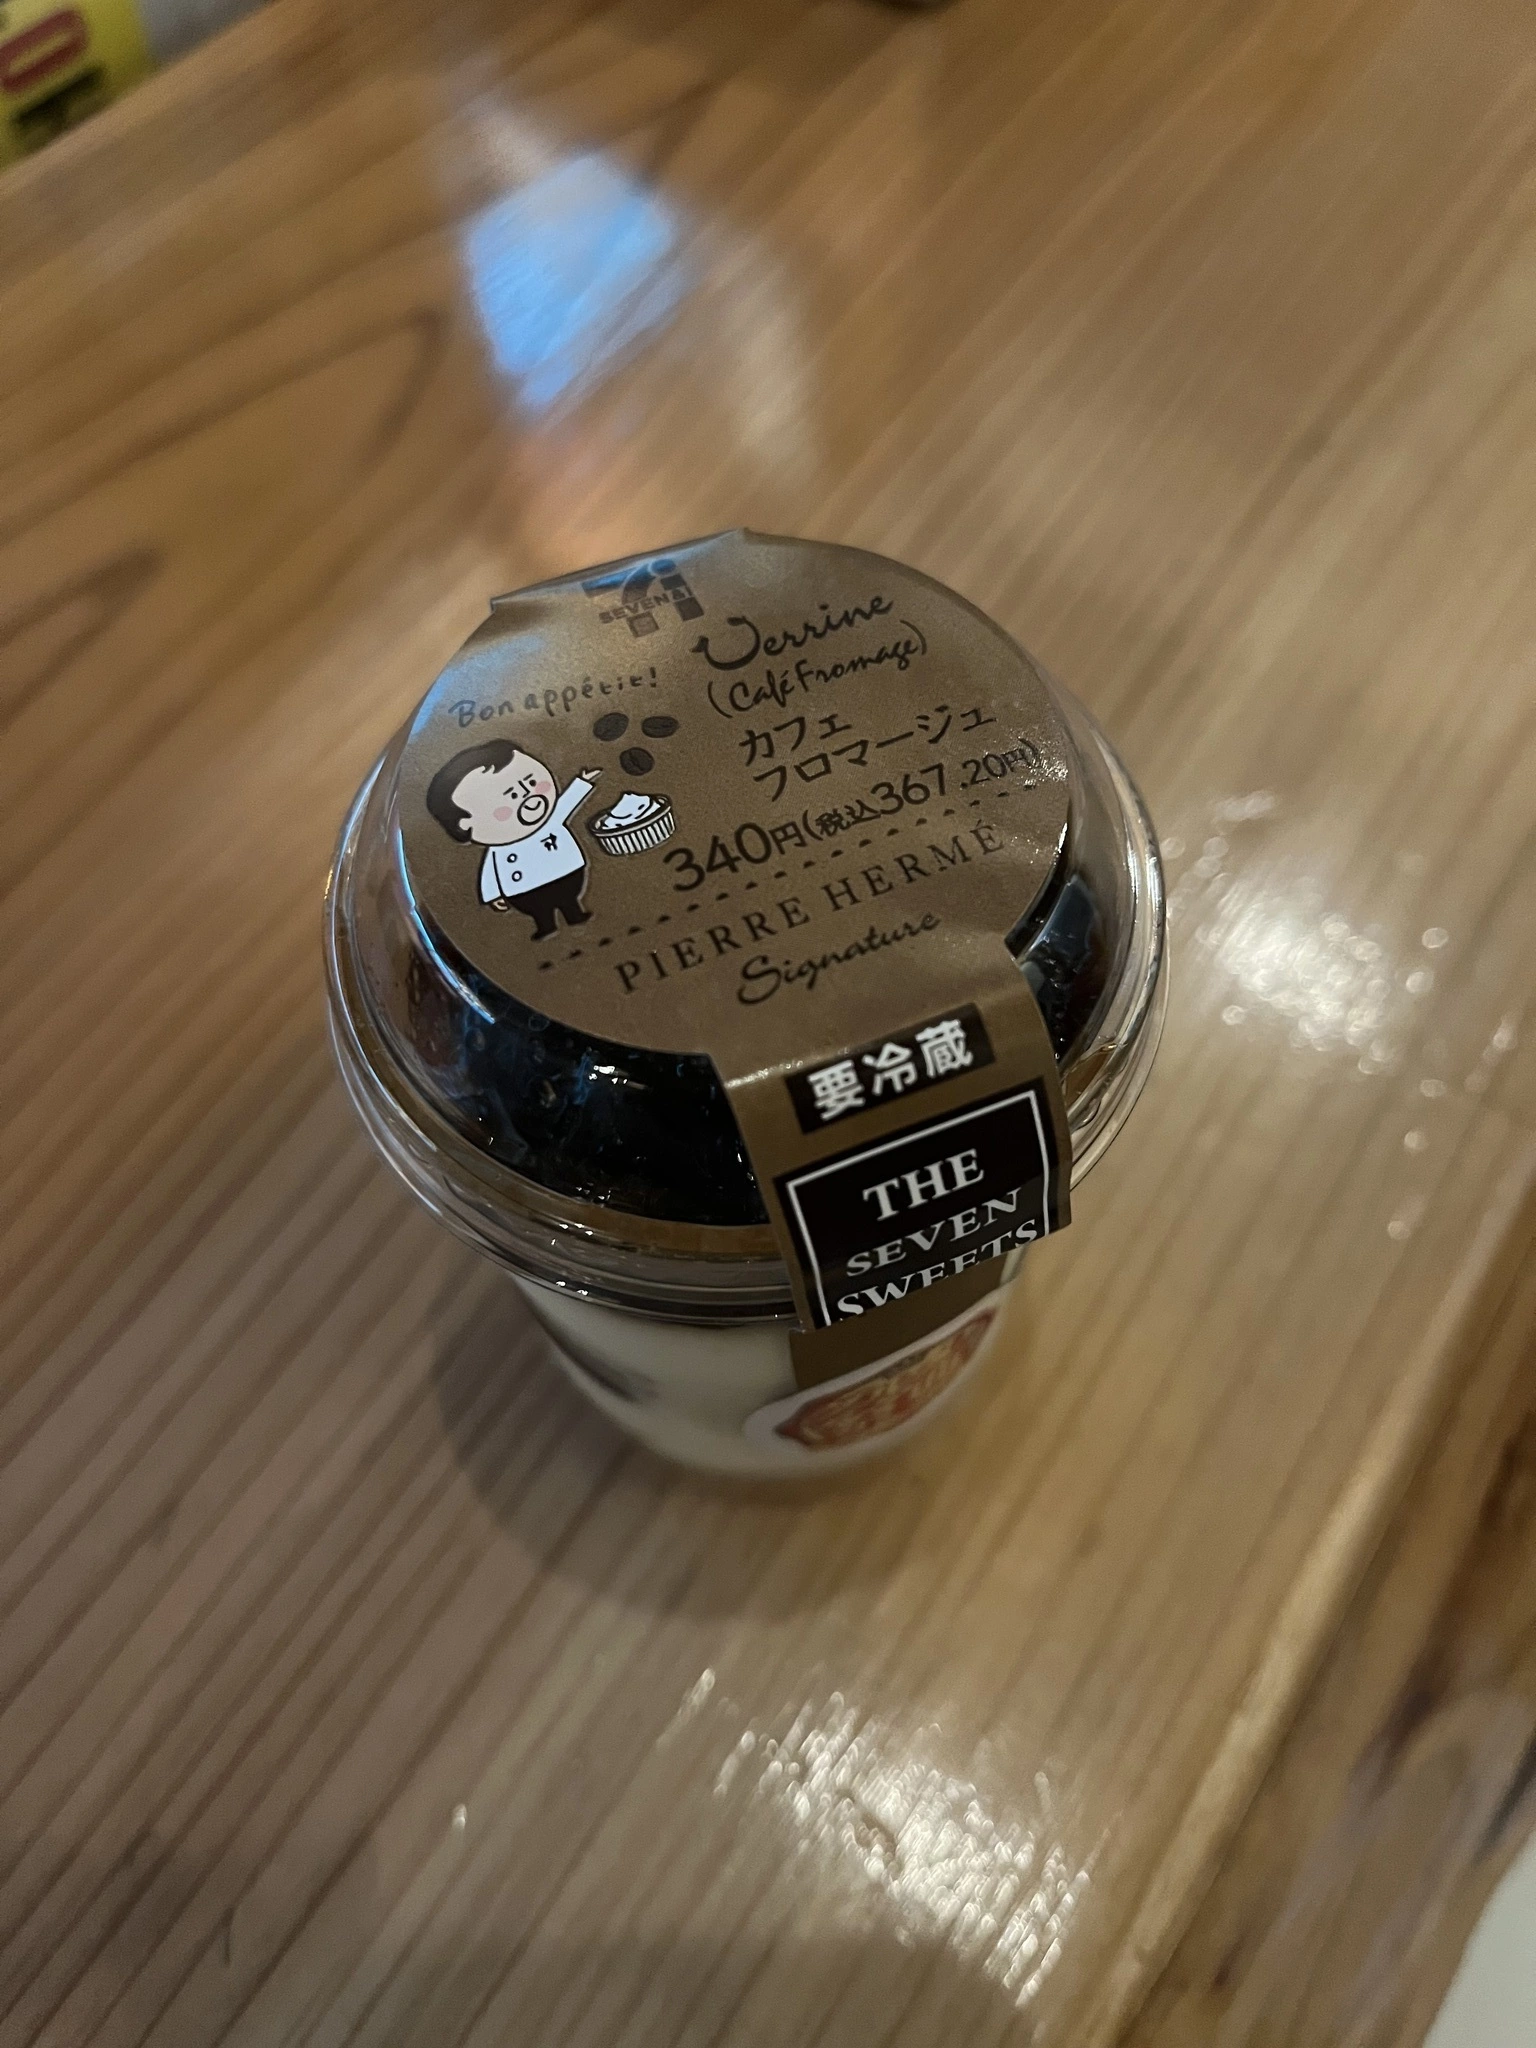 SEVEN&i
Verrine
(Café Fromage)
Bon appétit!
カフェ
フロマージュ
340円(税込367.20円)
PIERRE HERMÉ
Signature
要冷蔵
THE
SEVEN
SWEETS